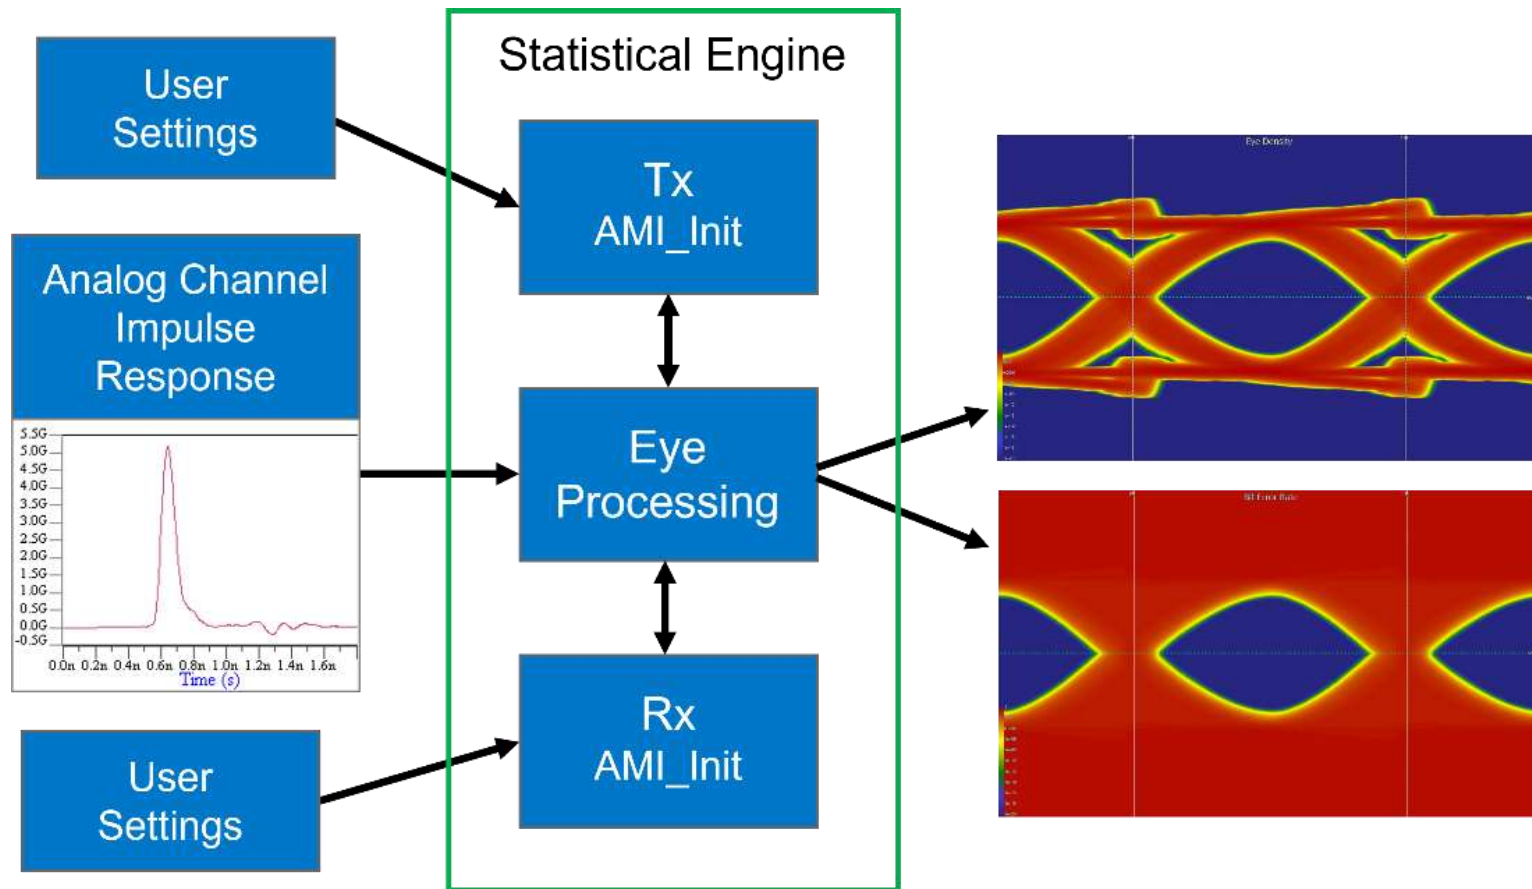 User
Settings
Statistical Engine
Tx
AMI_Init
Analog Channel
Impulse
Response
5.5G
5.0G
4.5G
4.0G
3.5G
3.0G
2.5G
2.0G
1.5G
1.0G
0.5G
0.0G
-0.5G
0.0n 0.2n 0.4n 0.6n 0.8n 1.0n 1.2n 1.4n 1.6n
Time (s)
Eye
Processing
User
Settings
Rx
AMI_Init
Eye Density
Bit Error Rate